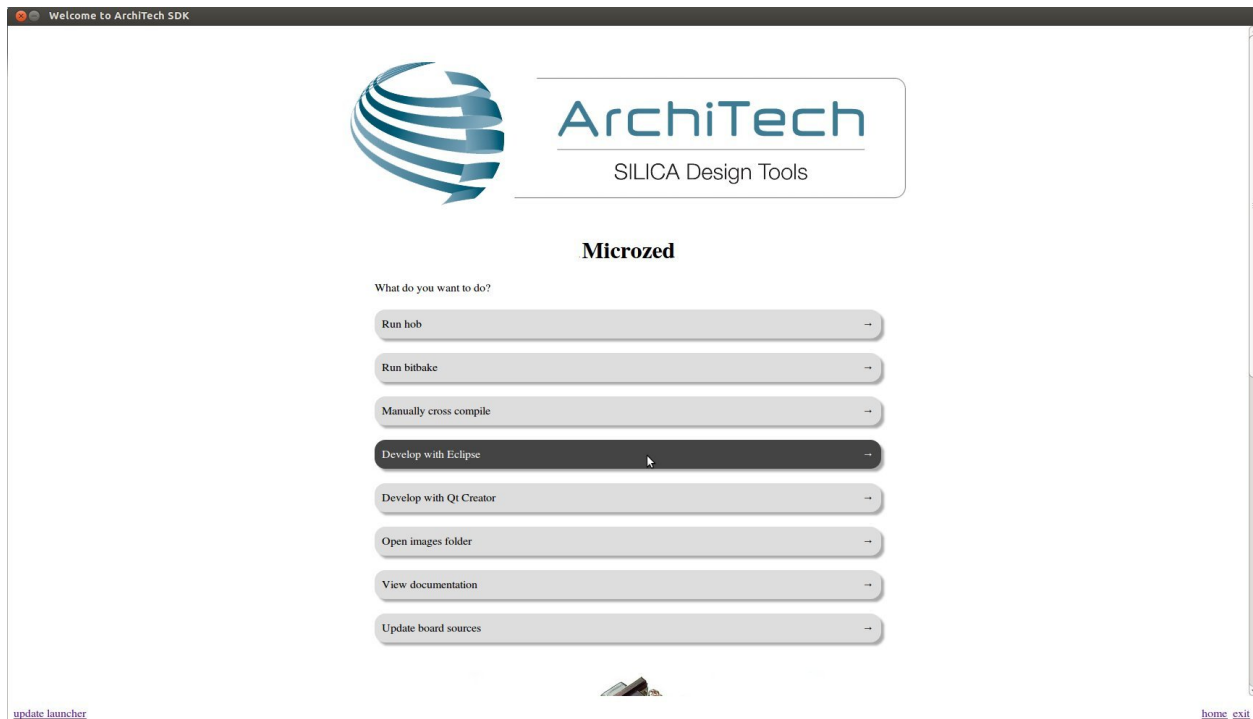 Welcome to ArchiTech SDK
ArchiTech
SILICA Design Tools
Microzed
What do you want to do?
Run hob →
Run bitbake →
Manually cross compile →
Develop with Eclipse →
Develop with Qt Creator →
Open images folder →
View documentation →
Update board sources →
update launcher home exit